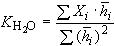 K_{H_2O} = \frac{\sum X_i \cdot \bar{h}_i}{\sum (\bar{h}_i)^2}